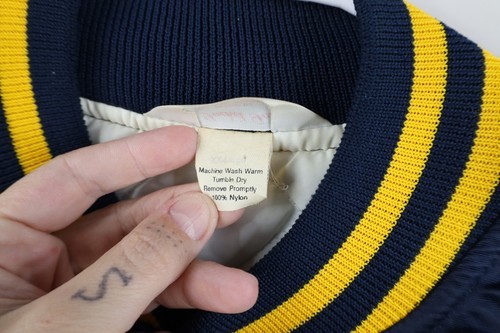 Machine Wash Warm
Tumble Dry
Remove Promptly
100% Nylon